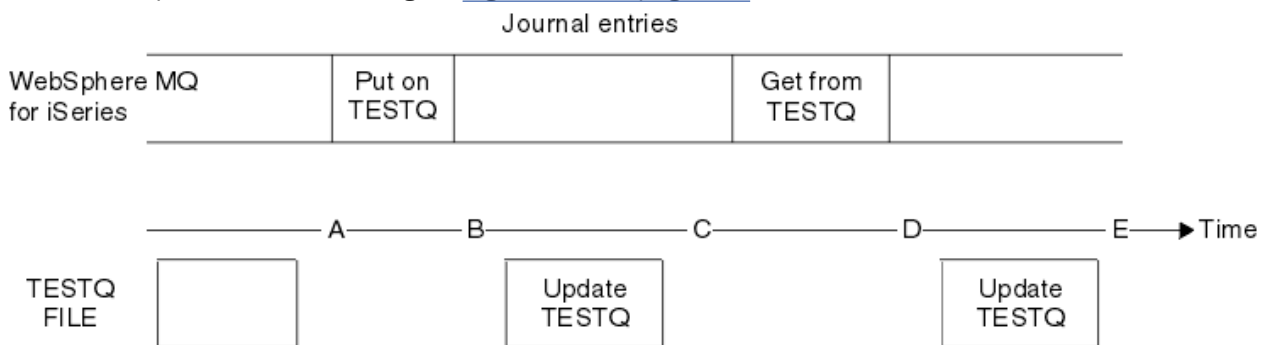 Journal entries
WebSphere MQ
for iSeries
Put on
TESTQ
Get from
TESTQ
A
B
C
D
E
Time
TESTQ
FILE
Update
TESTQ
Update
TESTQ